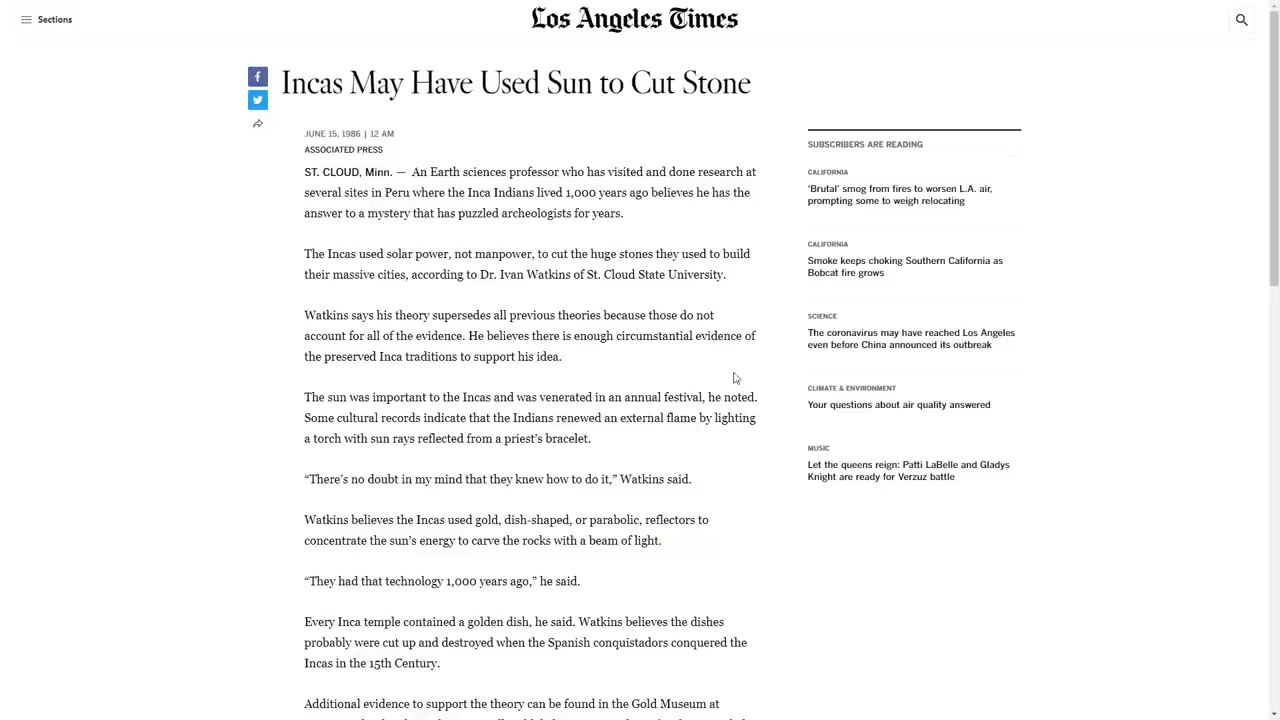 Sections
Los Angeles Times
Incas May Have Used Sun to Cut Stone
JUNE 15, 1986 | 12 AM
ASSOCIATED PRESS
ST. CLOUD, Minn. — An Earth sciences professor who has visited and done research at
several sites in Peru where the Inca Indians lived 1,000 years ago believes he has the
answer to a mystery that has puzzled archeologists for years.
The Incas used solar power, not manpower, to cut the huge stones they used to build
their massive cities, according to Dr. Ivan Watkins of St. Cloud State University.
Watkins says his theory supersedes all previous theories because those do not
account for all of the evidence. He believes there is enough circumstantial evidence of
the preserved Inca traditions to support his idea.
The sun was important to the Incas and was venerated in an annual festival, he noted.
Some cultural records indicate that the Indians renewed an external flame by lighting
a torch with sun rays reflected from a priest's bracelet.
“There's no doubt in my mind that they knew how to do it,” Watkins said.
Watkins believes the Incas used gold, dish-shaped, or parabolic, reflectors to
concentrate the sun's energy to carve the rocks with a beam of light.
“They had that technology 1,000 years ago,” he said.
Every Inca temple contained a golden dish, he said. Watkins believes the dishes
probably were cut up and destroyed when the Spanish conquistadors conquered the
Incas in the 15th Century.
Additional evidence to support the theory can be found in the Gold Museum at
SUBSCRIBERS ARE READING
CALIFORNIA
‘Brutal’ smog from fires to worsen L.A. air,
prompting some to weigh relocating
CALIFORNIA
Smoke keeps choking Southern California as
Bobcat fire grows
SCIENCE
The coronavirus may have reached Los Angeles
even before China announced its outbreak
CLIMATE & ENVIRONMENT
Your questions about air quality answered
MUSIC
Let the queens reign: Patti LaBelle and Gladys
Knight are ready for Verzuz battle